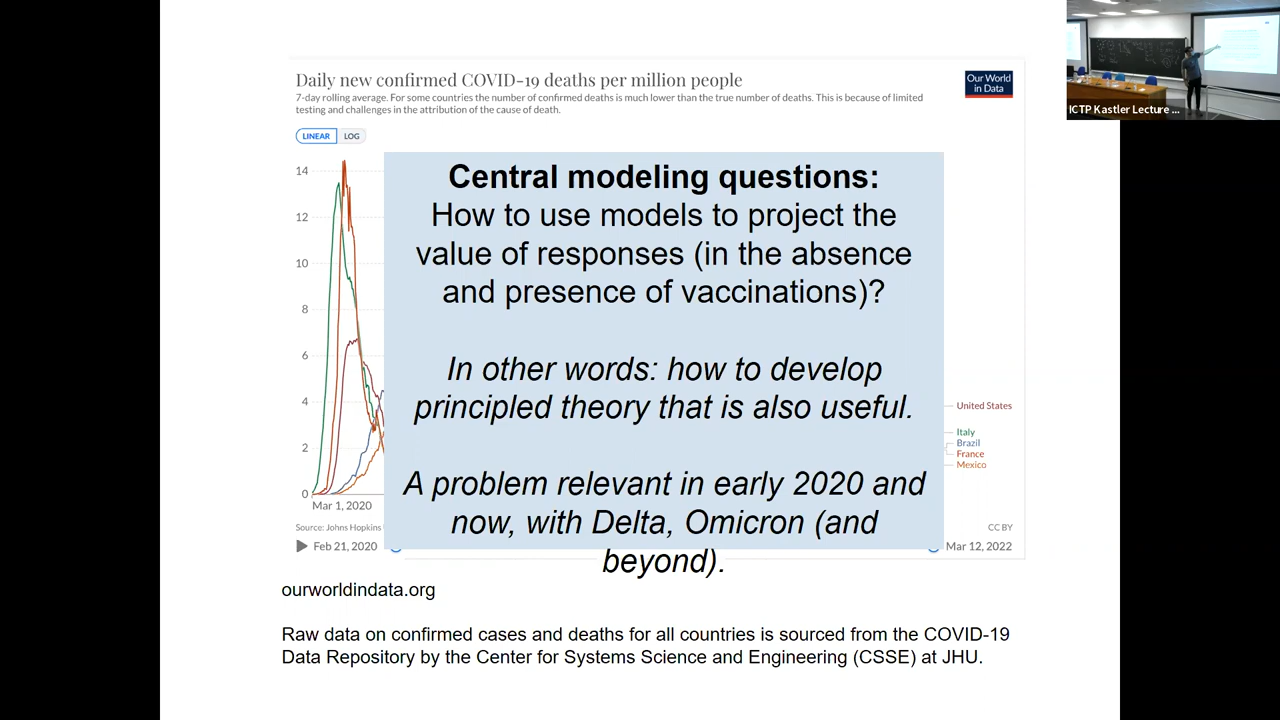 Daily new confirmed COVID-19 deaths per million people
7-day rolling average. For some countries the number of confirmed deaths is much lower than the true number of deaths. This is because of limited
testing and challenges in the attribution of the cause of death.
Our World
in Data
LINEAR
LOG
14
12
10
8
6
4
2
0
Mar 1, 2020
Central modeling questions:
How to use models to project the
value of responses (in the absence
and presence of vaccinations)?
In other words: how to develop
principled theory that is also useful.
A problem relevant in early 2020 and
now, with Delta, Omicron (and
beyond).
United States
Italy
Brazil
France
Mexico
Source: Johns Hopkins
CC BY
Feb 21, 2020
Mar 12, 2022
ourworldindata.org
Raw data on confirmed cases and deaths for all countries is sourced from the COVID-19
Data Repository by the Center for Systems Science and Engineering (CSSE) at JHU.
ICTP Kastler Lecture ...